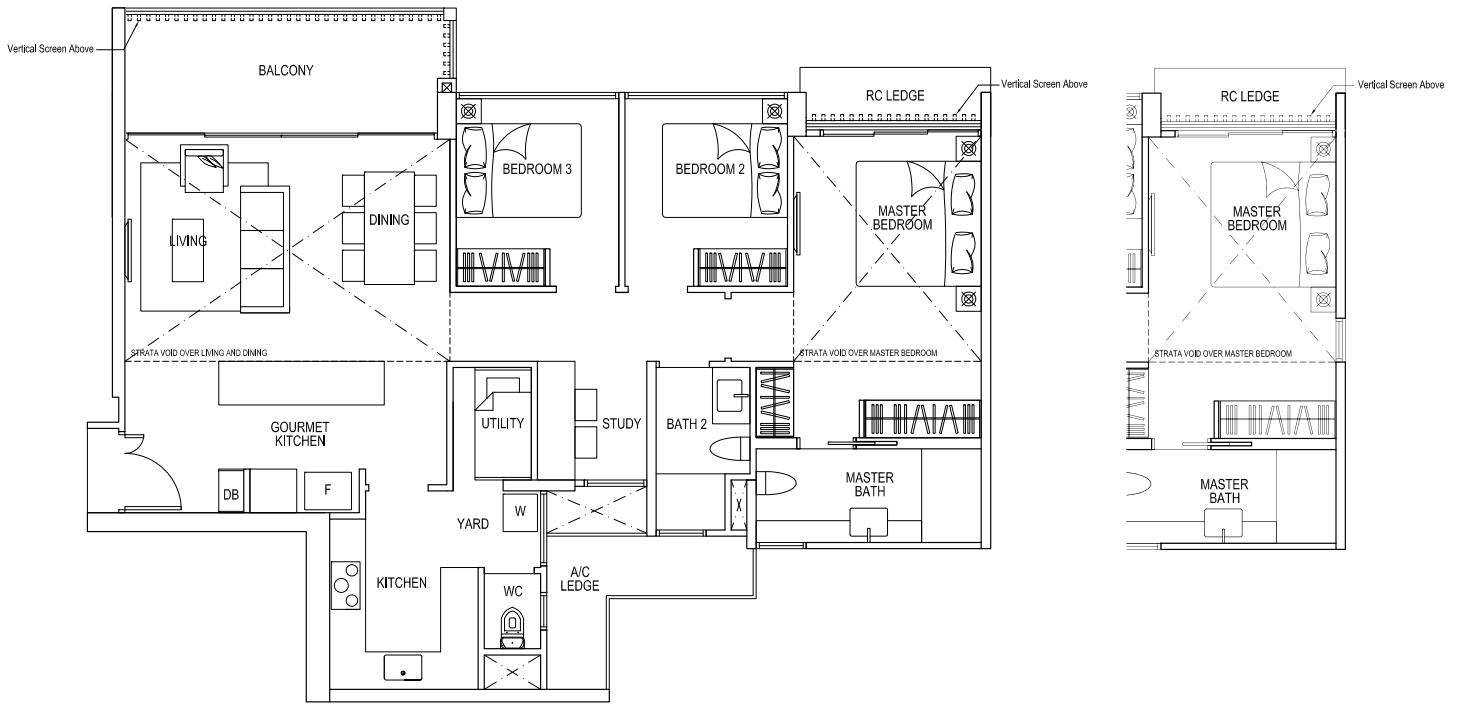 Vertical Screen Above
BALCONY
RC LEDGE
Vertical Screen Above
BEDROOM 3
BEDROOM 2
MASTER
BEDROOM
LIVING
DINING
STRATA VOID OVER LIVING AND DINING
STRATA VOID OVER MASTER BEDROOM
GOURMET
KITCHEN
UTILITY
STUDY
BATH 2
DB
F
W
YARD
MASTER
BATH
KITCHEN
WC
A/C
LEDGE
RC LEDGE
Vertical Screen Above
MASTER
BEDROOM
STRATA VOID OVER MASTER BEDROOM
MASTER
BATH